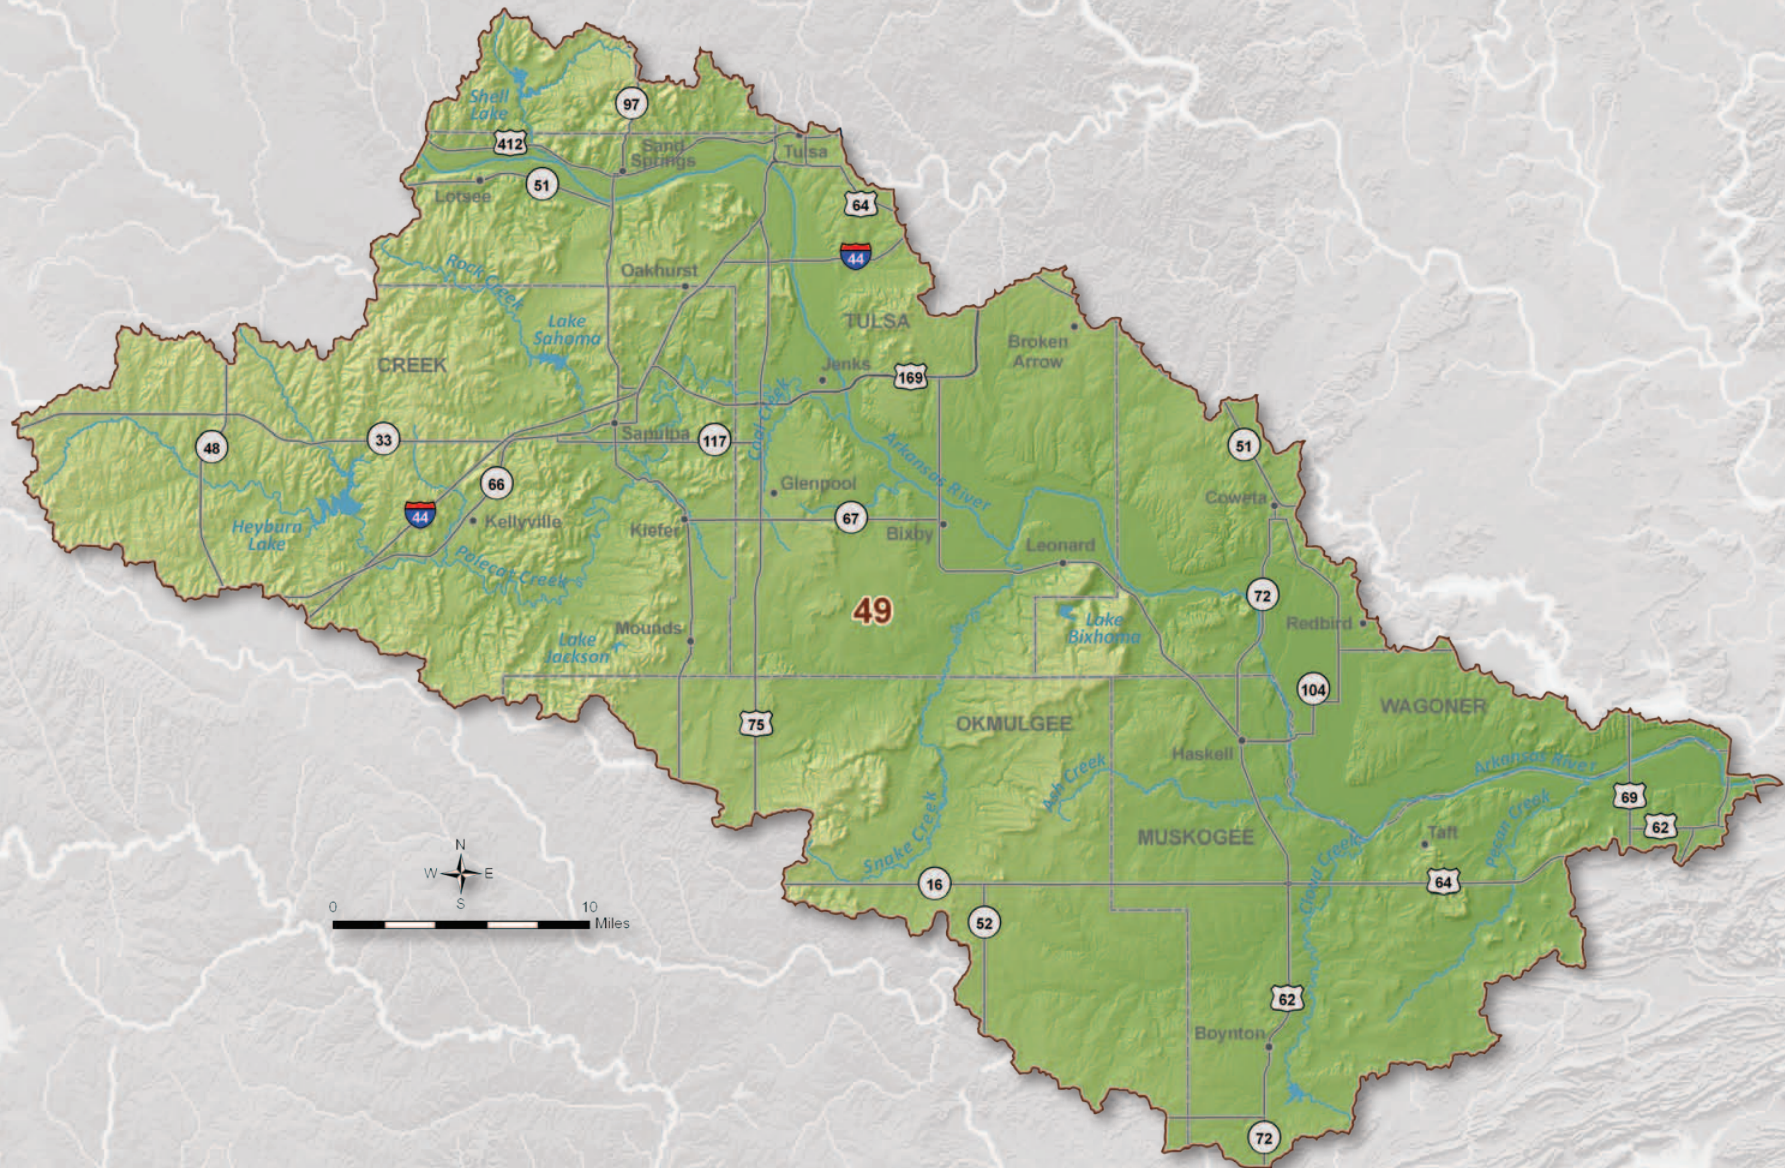 97
Shell
Lake
412
Sand
Springs
Tulsa
51
Lotsee
64
Rock Creek
44
Oakhurst
Lake
Sahoma
TULSA
Broken
Arrow
CREEK
Jenks
169
48
33
Sapulpa
117
Coal Creek
Arkansas River
51
66
Glenpool
44
Kellyville
Coweta
Heyburn
Lake
Kiefer
67
Bixby
Leonard
Polecat Creek
72
49
Lake
Bixhoma
Redbird
Mounds
Lake
Jackson
104
WAGONER
75
OKMULGEE
Haskell
Arkansas River
Ash Creek
69
62
Snake Creek
MUSKOGEE
Taft
Pecan Creek
Cloud Creek
N
W E
S
16
64
0 10
Miles
52
62
Boynton
72